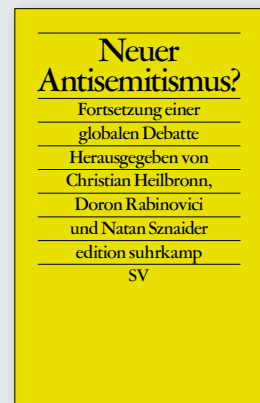 Neuer
Antisemitismus?
Fortsetzung einer
globalen Debatte
Herausgegeben von
Christian Heilbronn,
Doron Rabinovici
und Natan Sznaider
edition suhrkamp
SV